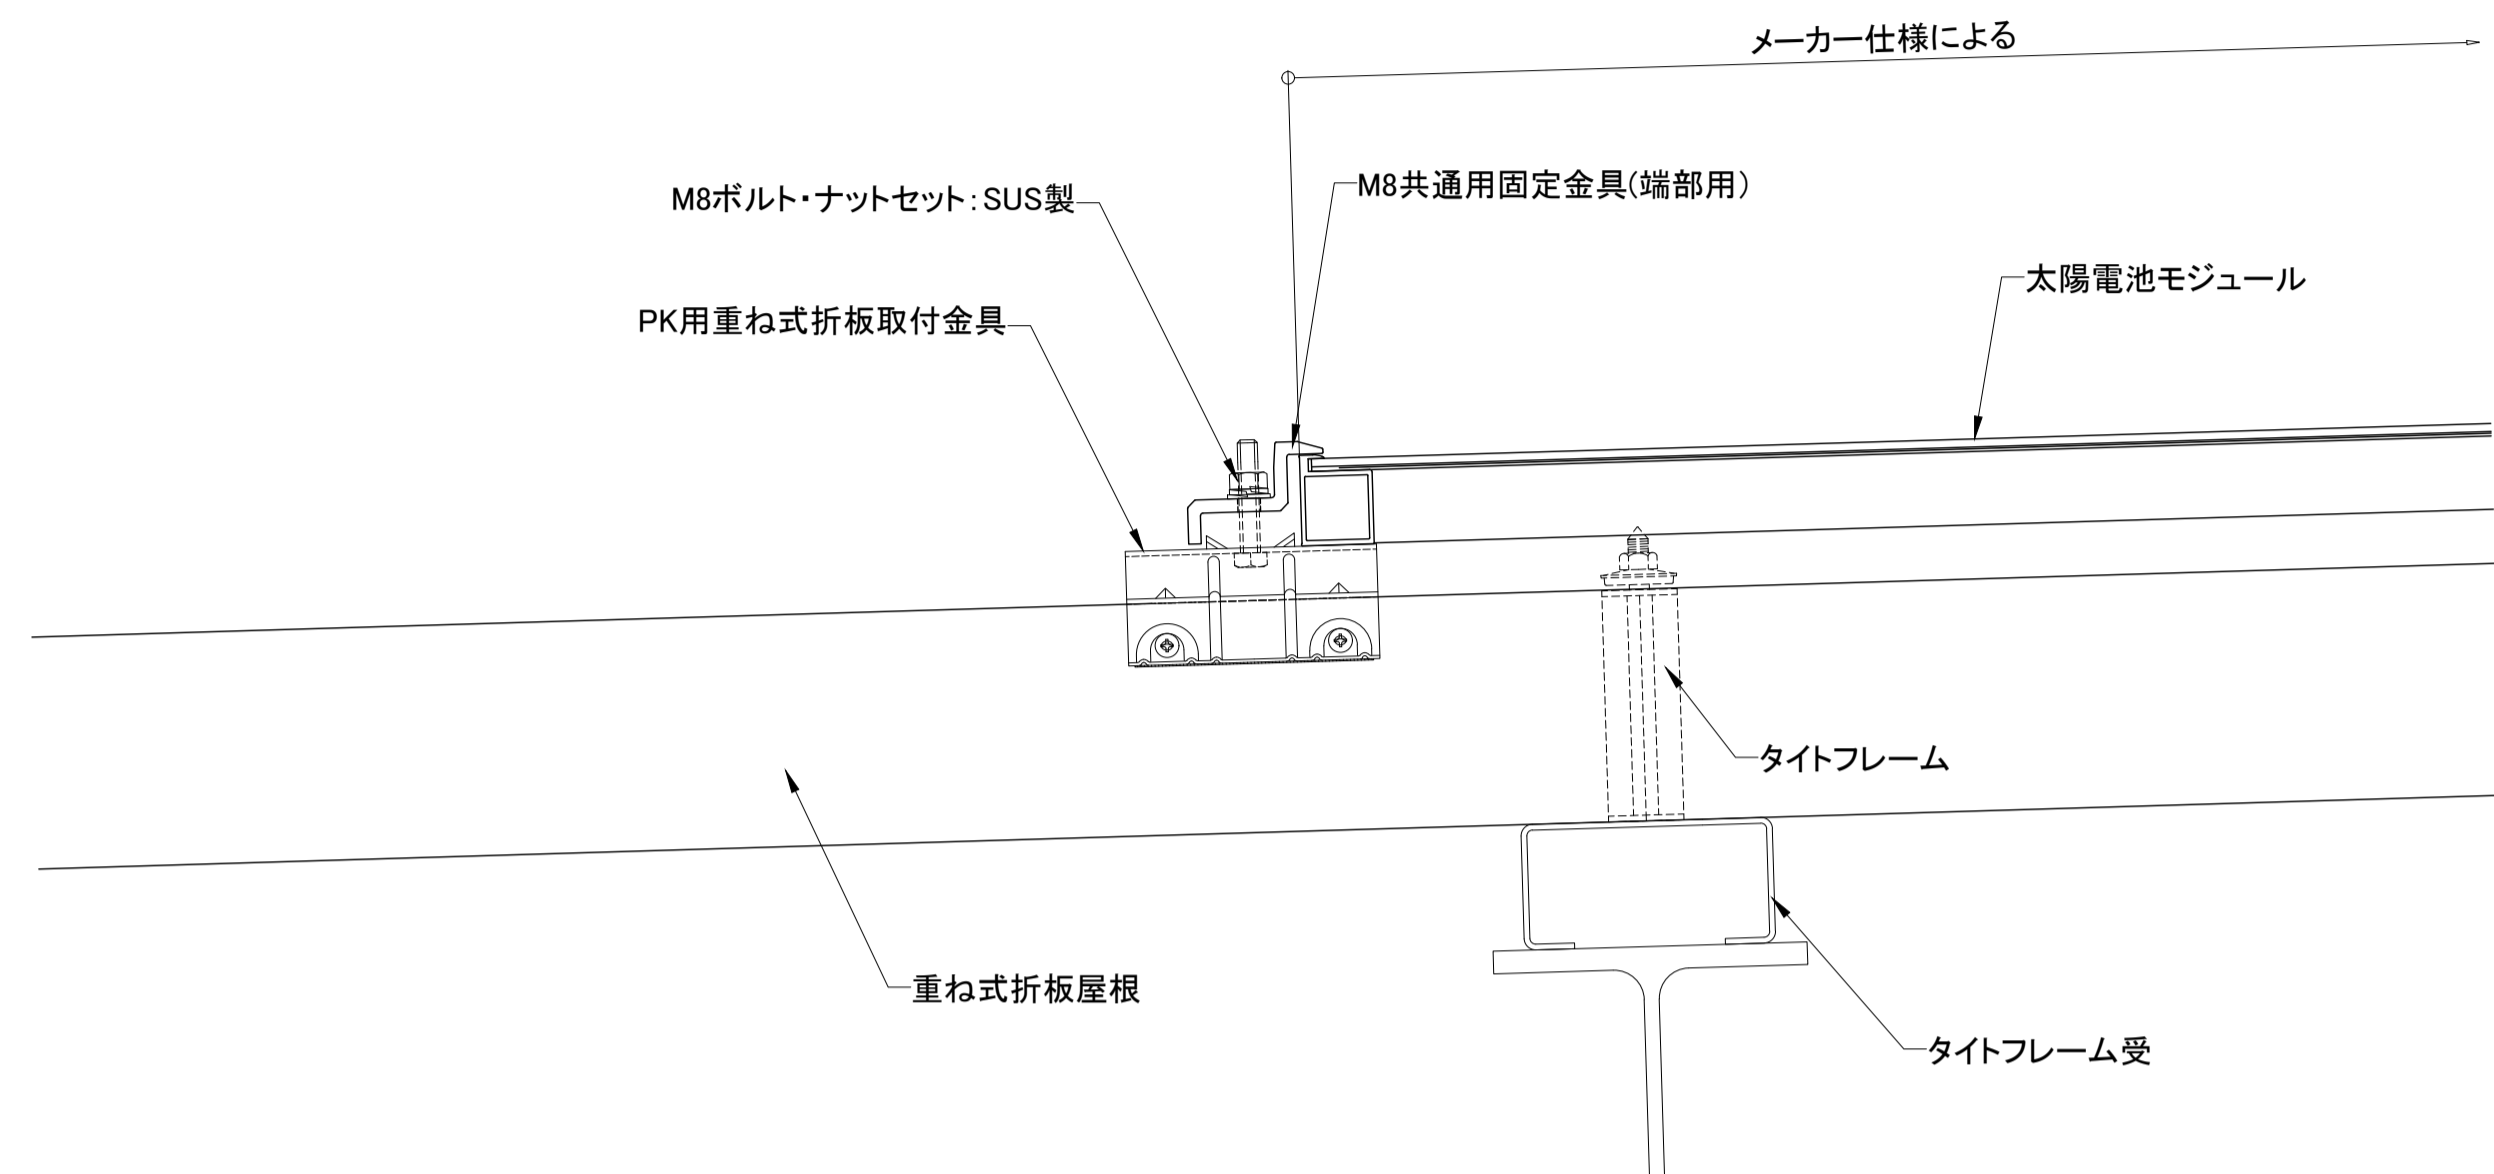 メーカー仕様による
M8共通用固定金具(端部用)
M8ボルト・ナットセット:SUS製
太陽電池モジュール
PK用重ね式折板取付金具
タイトフレーム
重ね式折板屋根
タイトフレーム受